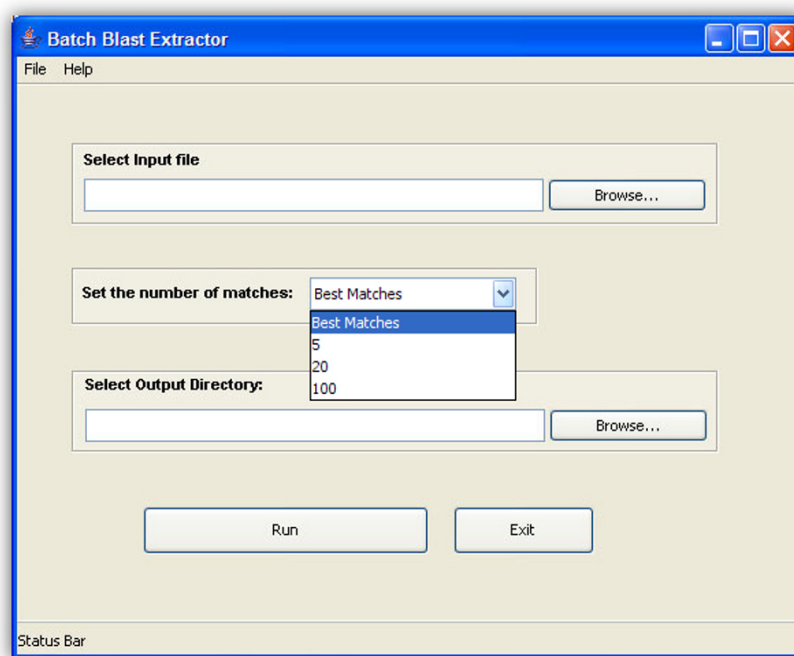 Batch Blast Extractor
File Help
Select Input file
Browse...
Set the number of matches: Best Matches
Best Matches
5
20
100
Select Output Directory:
Browse...
Run Exit
Status Bar